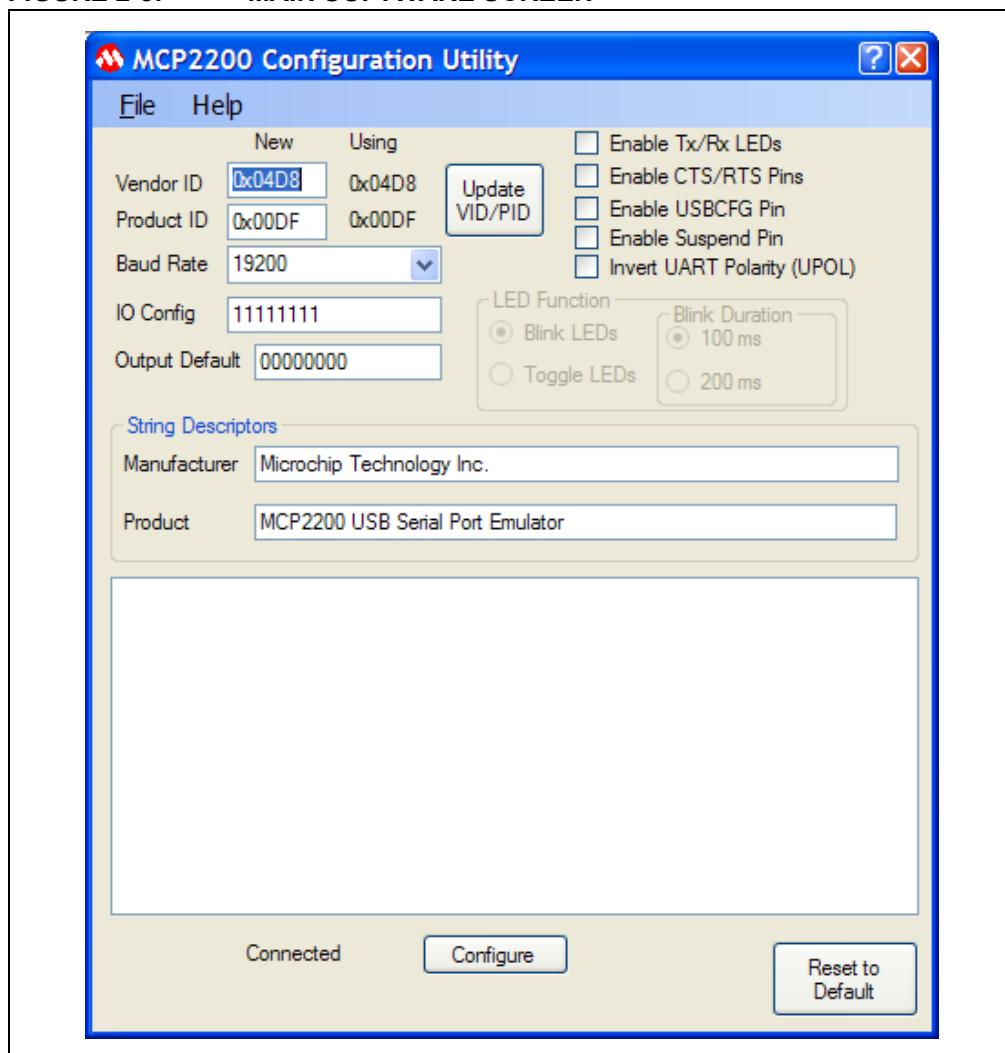 MCP2200 Configuration Utility
File Help
New Using
Vendor ID 0x04D8 0x04D8
Product ID 0x00DF 0x00DF
Update
VID/PID
Baud Rate 19200
IO Config 11111111
Output Default 00000000
Enable Tx/Rx LEDs
Enable CTS/RTS Pins
Enable USBCFG Pin
Enable Suspend Pin
Invert UART Polarity (UPOL)
LED Function
Blink LEDs
Toggle LEDs
Blink Duration
100 ms
200 ms
String Descriptors
Manufacturer Microchip Technology Inc.
Product MCP2200 USB Serial Port Emulator
Connected Configure
Reset to
Default